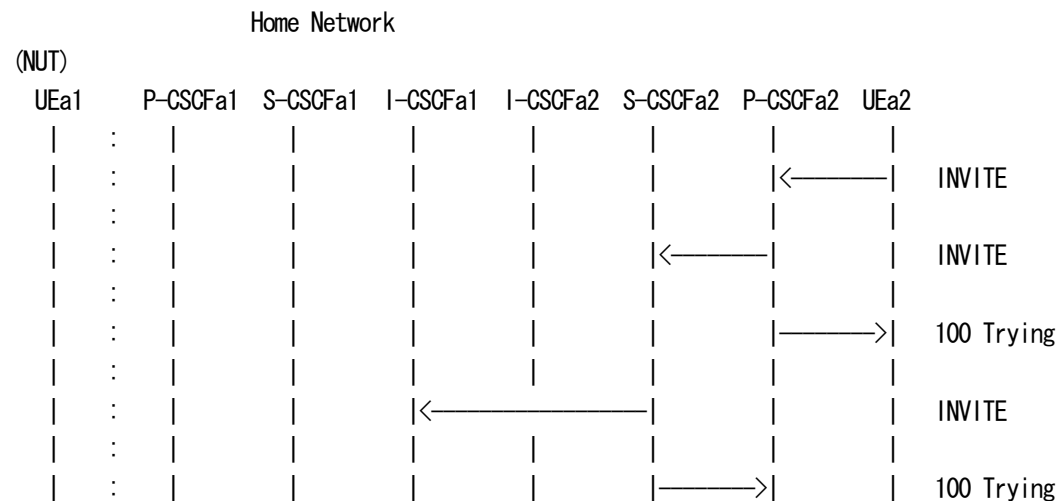 Home Network
(NUT)
UEa1 P-CSCFa1 S-CSCFa1 I-CSCFa1 I-CSCFa2 S-CSCFa2 P-CSCFa2 UEa2
INVITE
INVITE
100 Trying
INVITE
100 Trying